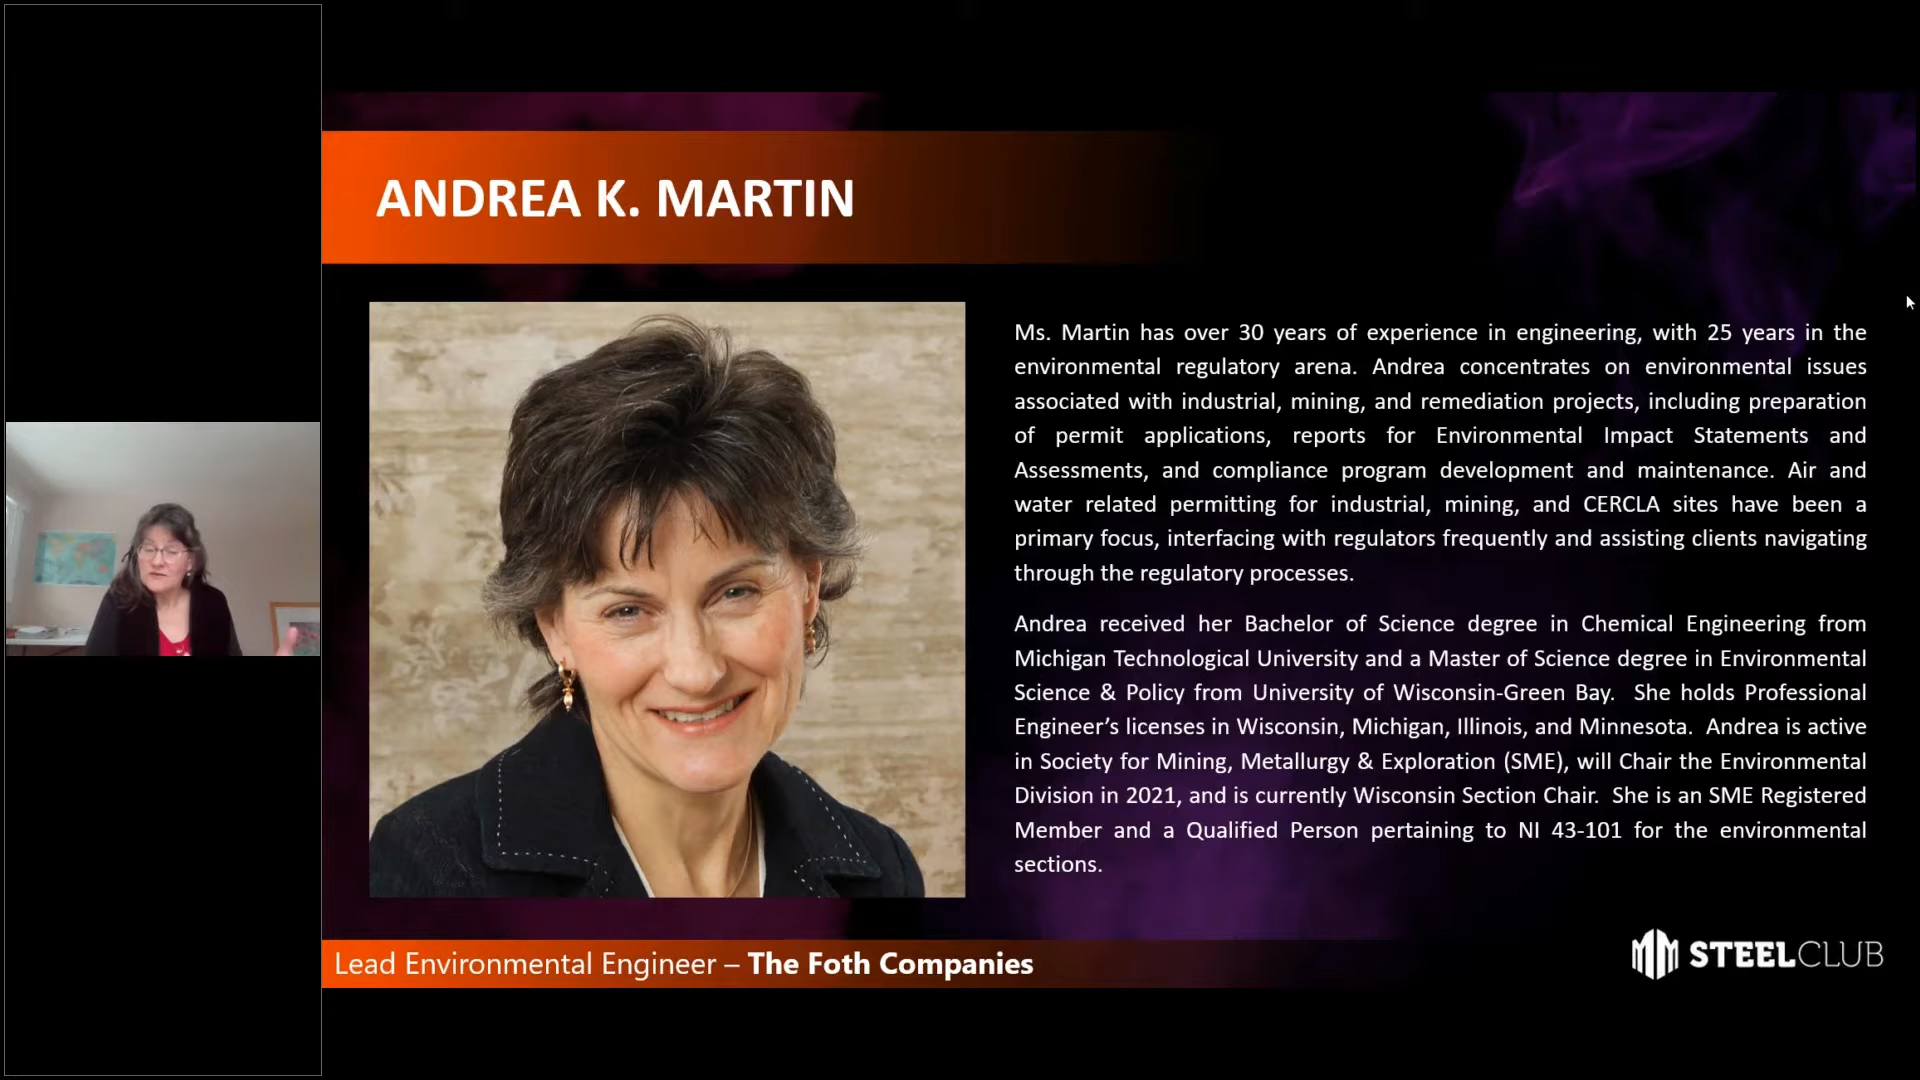 ANDREA K. MARTIN
Ms. Martin has over 30 years of experience in engineering, with 25 years in the
environmental regulatory arena. Andrea concentrates on environmental issues
associated with industrial, mining, and remediation projects, including preparation
of permit applications, reports for Environmental Impact Statements and
Assessments, and compliance program development and maintenance. Air and
water related permitting for industrial, mining, and CERCLA sites have been a
primary focus, interfacing with regulators frequently and assisting clients navigating
through the regulatory processes.
Andrea received her Bachelor of Science degree in Chemical Engineering from
Michigan Technological University and a Master of Science degree in Environmental
Science & Policy from University of Wisconsin-Green Bay. She holds Professional
Engineer’s licenses in Wisconsin, Michigan, Illinois, and Minnesota. Andrea is active
in Society for Mining, Metallurgy & Exploration (SME), will Chair the Environmental
Division in 2021, and is currently Wisconsin Section Chair. She is an SME Registered
Member and a Qualified Person pertaining to NI 43-101 for the environmental
sections.
Lead Environmental Engineer – The Foth Companies
STEELCLUB